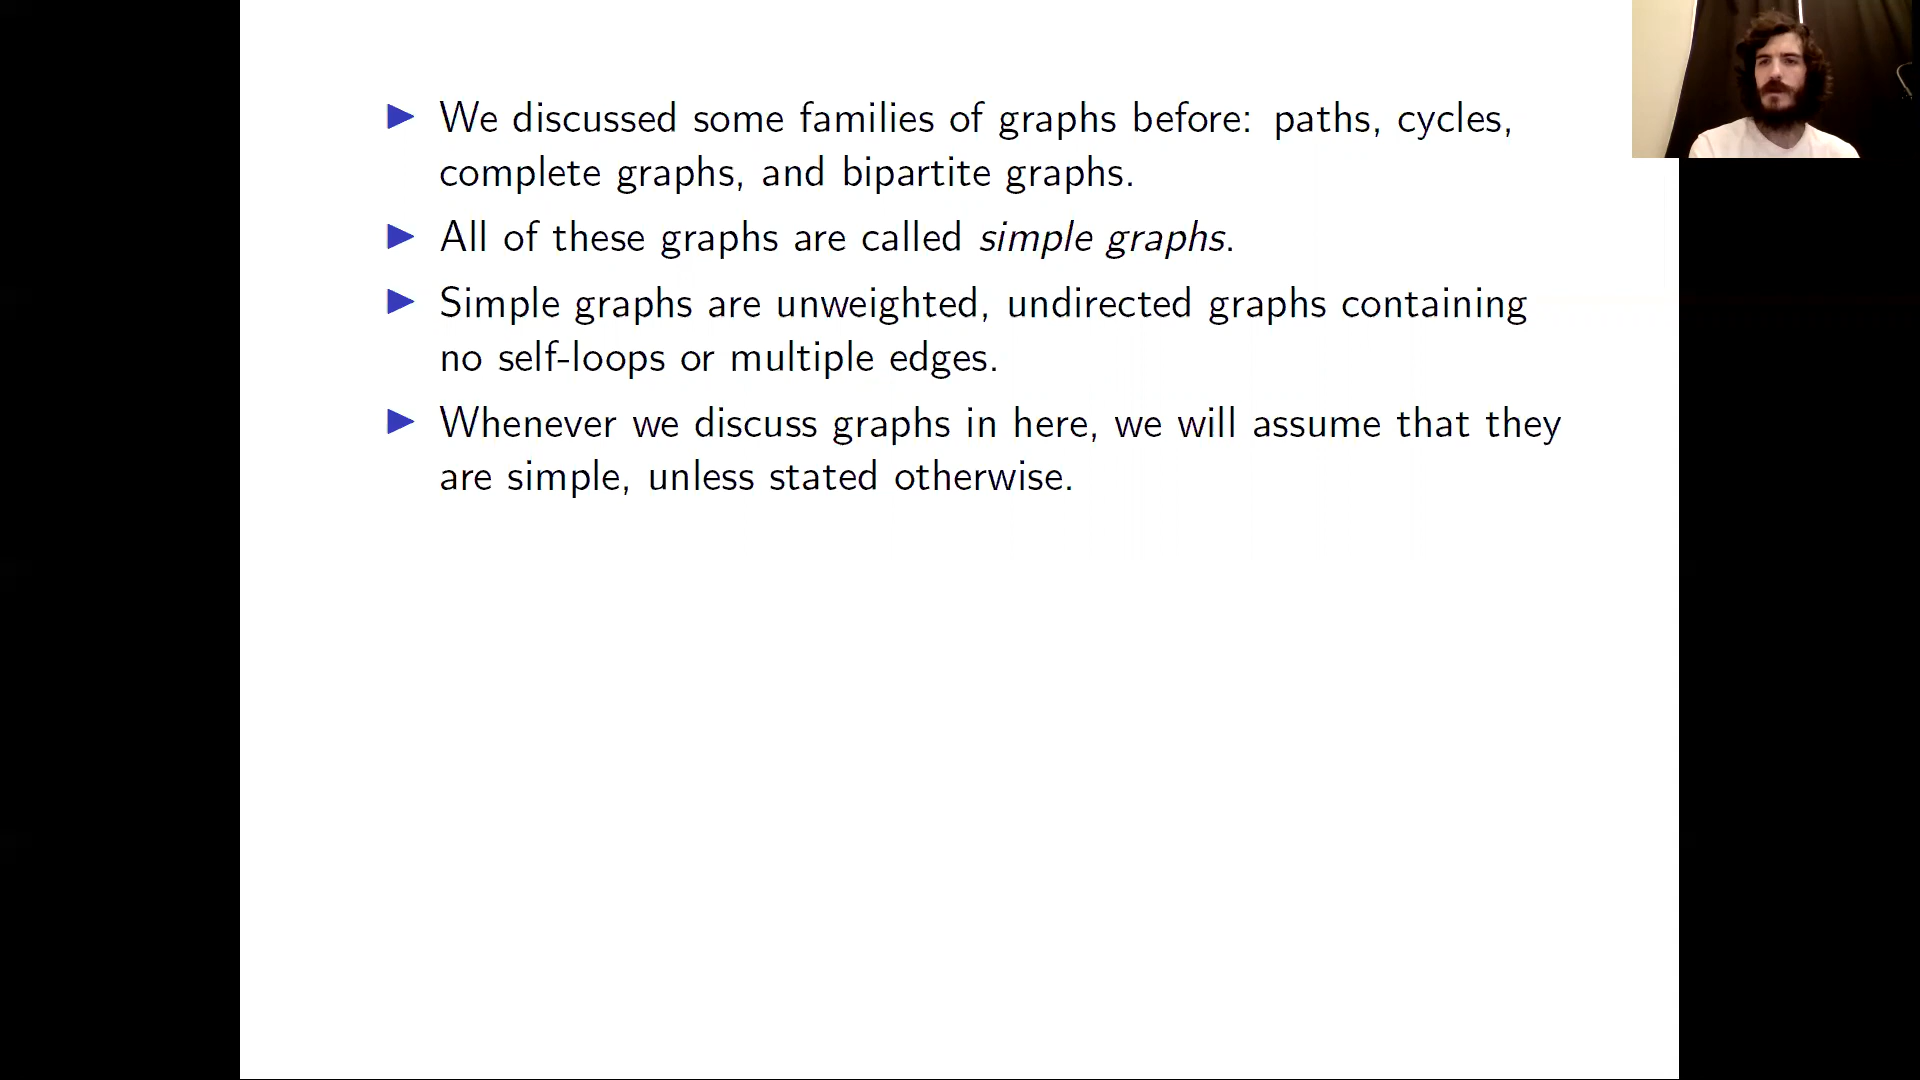 We discussed some families of graphs before: paths, cycles,
complete graphs, and bipartite graphs.
All of these graphs are called simple graphs.
Simple graphs are unweighted, undirected graphs containing
no self-loops or multiple edges.
Whenever we discuss graphs in here, we will assume that they
are simple, unless stated otherwise.